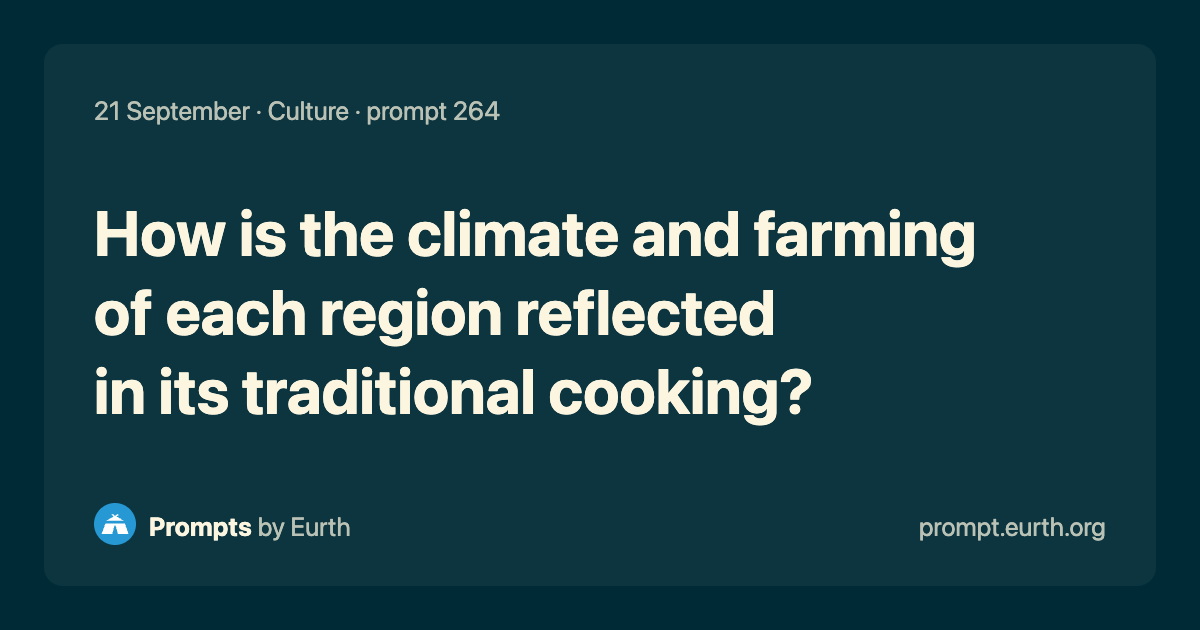 21 September · Culture · prompt 264
How is the climate and farming
of each region reflected
in its traditional cooking?
Prompts by Eurth
prompt.eurth.org